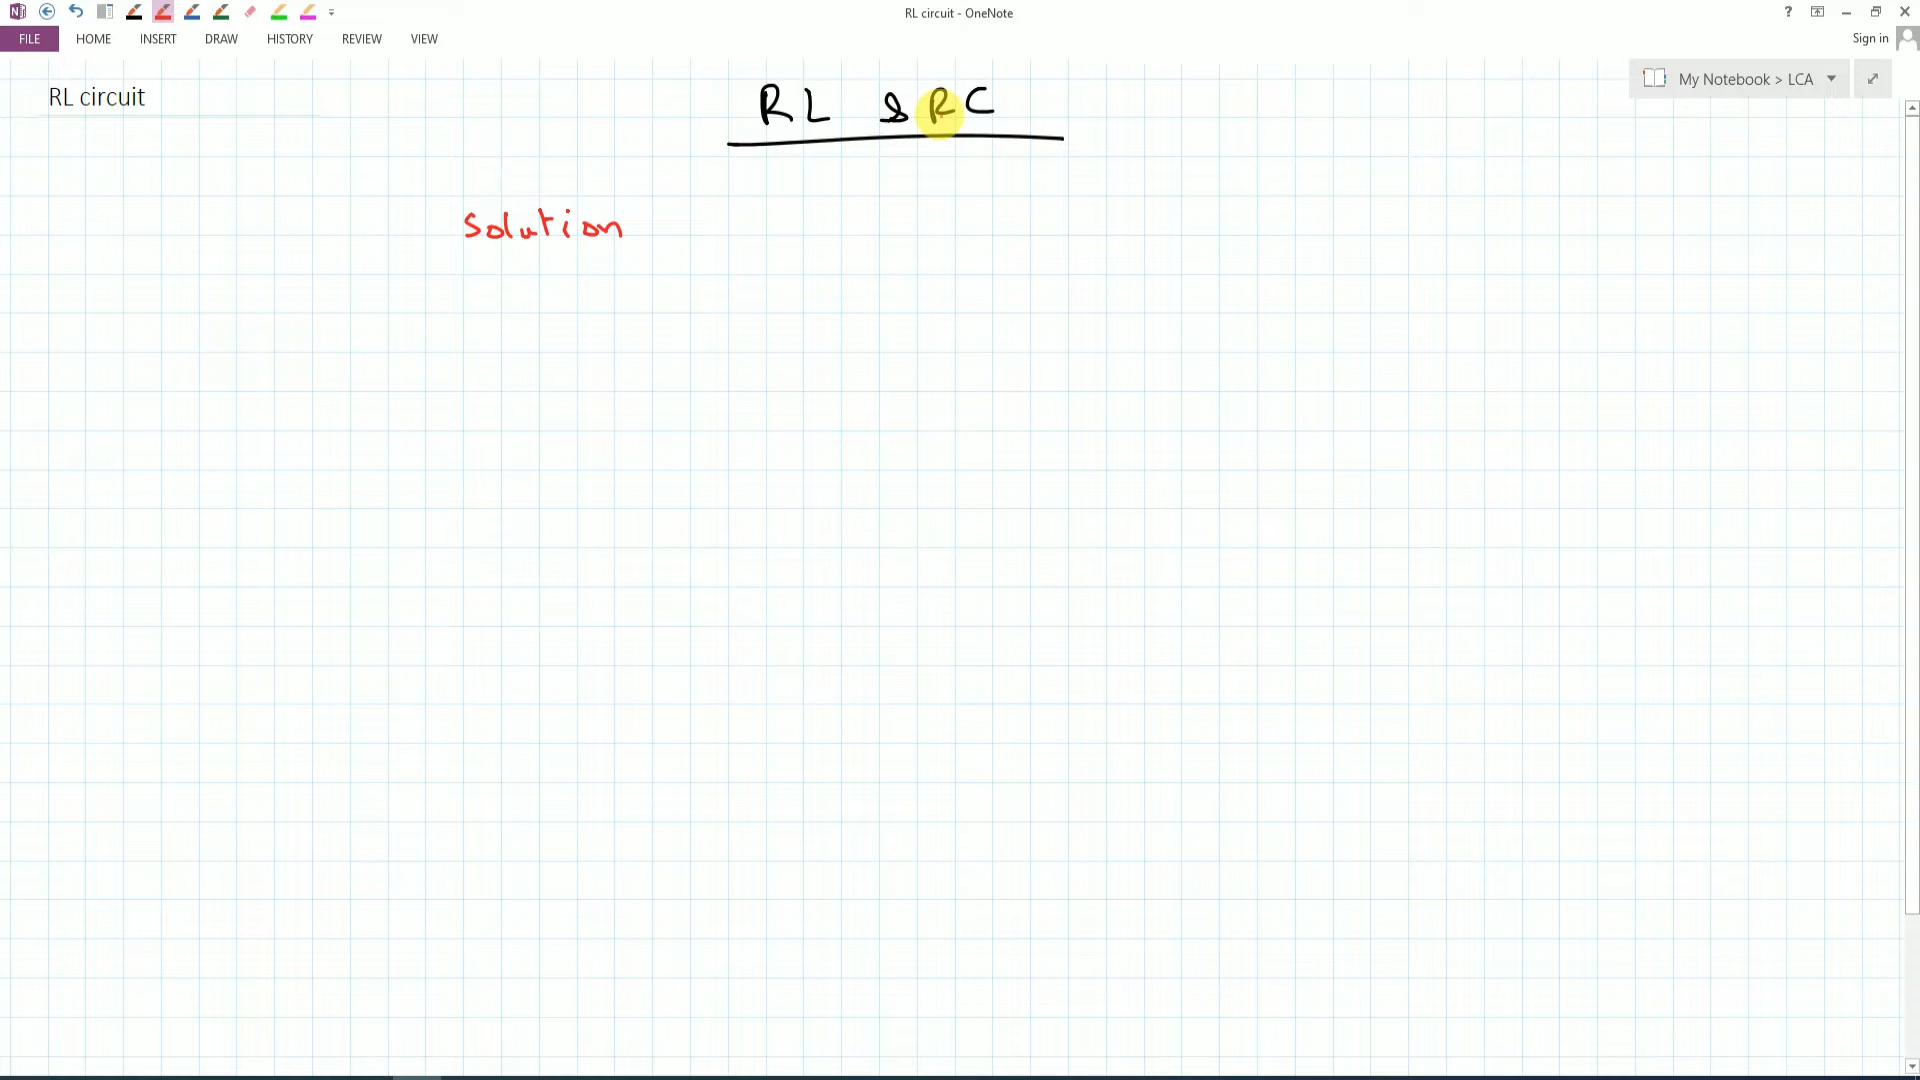 RL circuit - OneNote
?
FILE HOME INSERT DRAW HISTORY REVIEW VIEW
Sign in
My Notebook > LCA
RL circuit
RL & RC
Solution